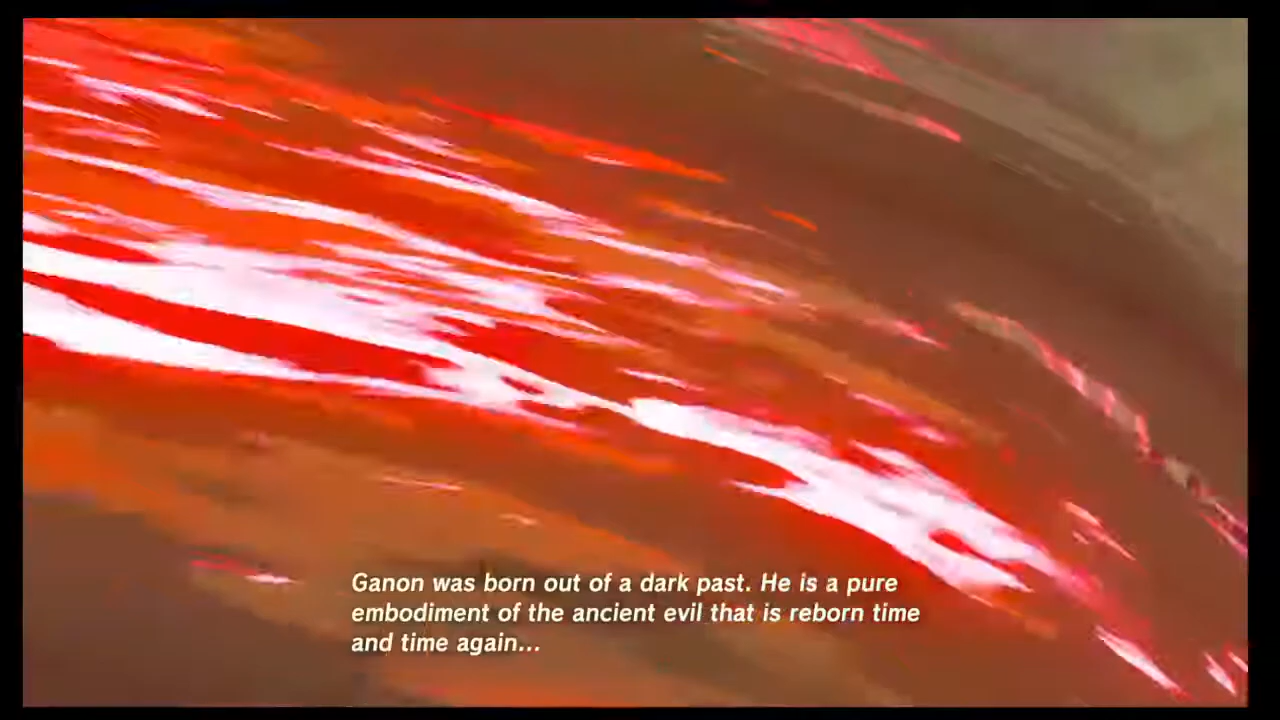 Ganon was born out of a dark past. He is a pure
embodiment of the ancient evil that is reborn time
and time again...